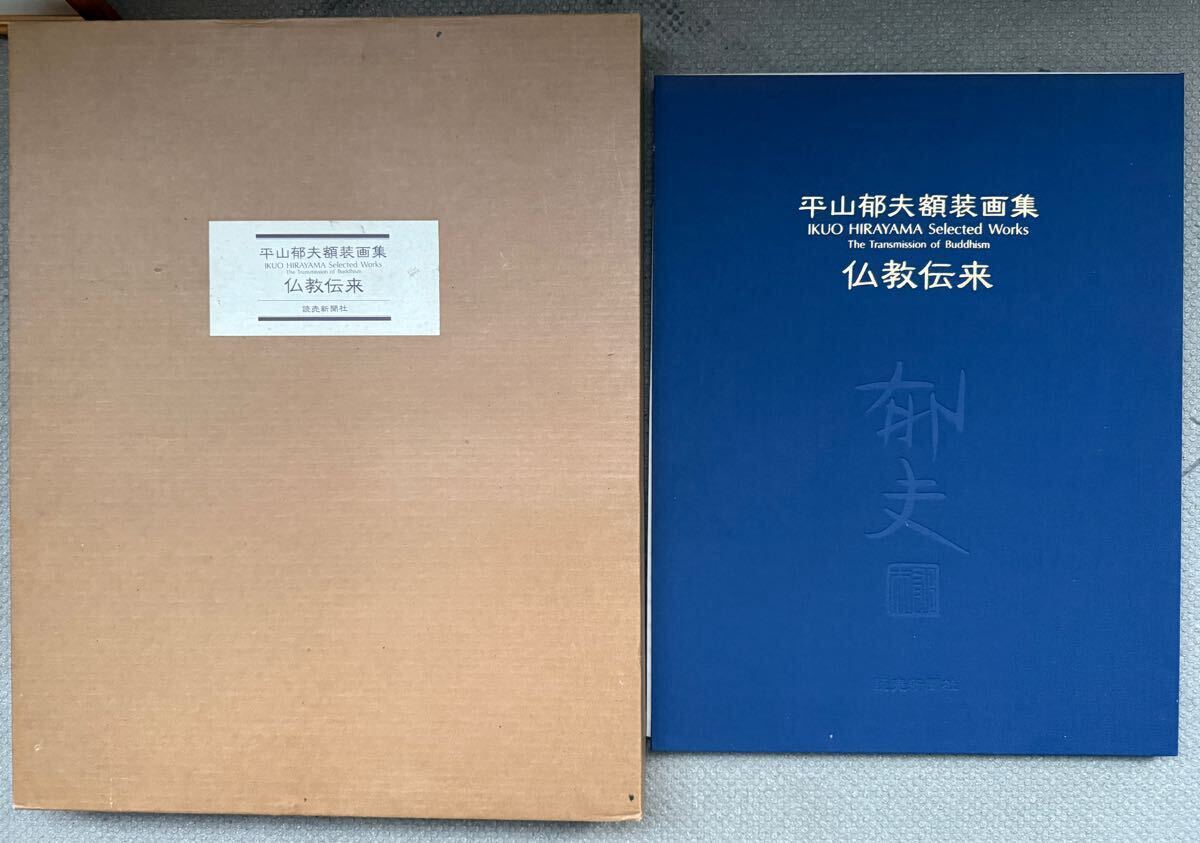 平山郁夫額装画集
IKUO HIRAYAMA Selected Works
The Transmission of Buddhism
仏教伝来
読売新聞社
平山郁夫額装画集
IKUO HIRAYAMA Selected Works
The Transmission of Buddhism
仏教伝来
郁夫
読売新聞社